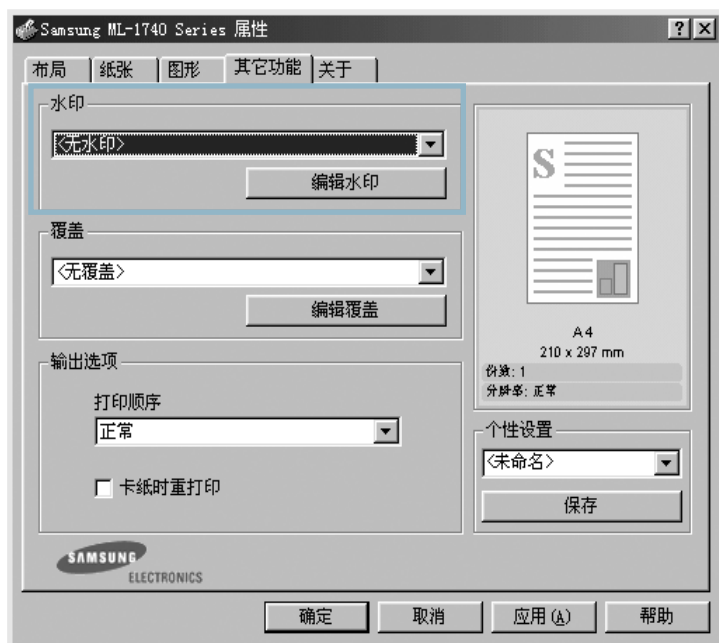 Samsung ML-1740 Series 属性
布局 纸张 图形 其它功能 关于
水印
<无水印>
编辑水印
覆盖
<无覆盖>
编辑覆盖
输出选项
打印顺序
正常
卡纸时重打印
S
A4
210 x 297 mm
份数: 1
分辨率: 正常
个性设置
<未命名>
保存
SAMSUNG
ELECTRONICS
确定 取消 应用(A) 帮助